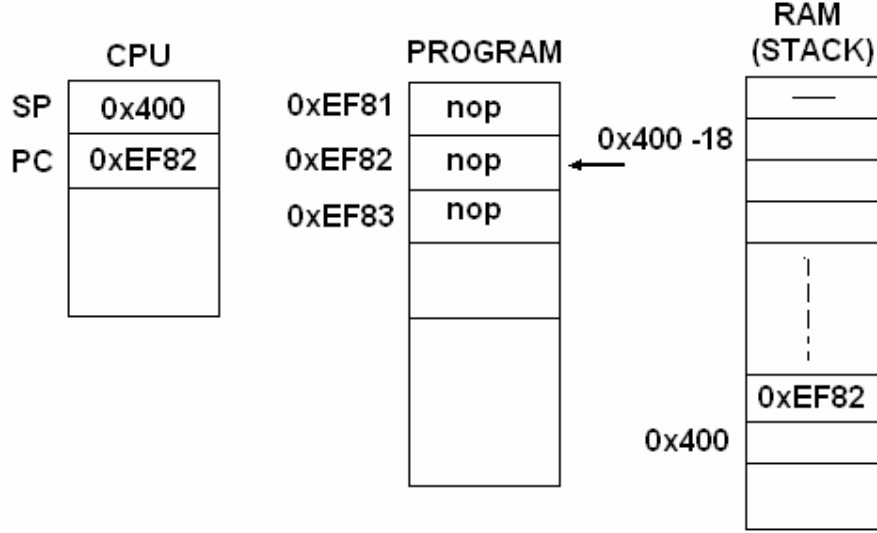 CPU
SP 0x400
PC 0xEF82
PROGRAM
0xEF81 nop
0xEF82 nop
0xEF83 nop
RAM
(STACK)
0x400 -18
0xEF82
0x400